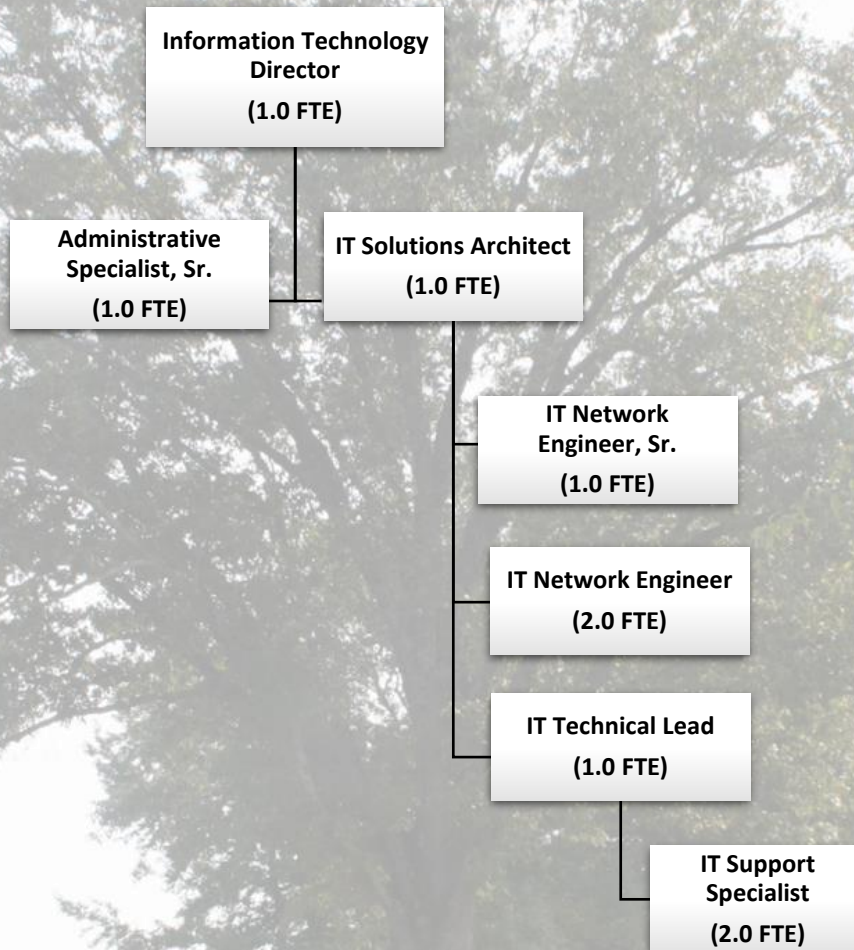 Information Technology
Director
(1.0 FTE)
Administrative
Specialist, Sr.
(1.0 FTE)
IT Solutions Architect
(1.0 FTE)
IT Network
Engineer, Sr.
(1.0 FTE)
IT Network Engineer
(2.0 FTE)
IT Technical Lead
(1.0 FTE)
IT Support
Specialist
(2.0 FTE)